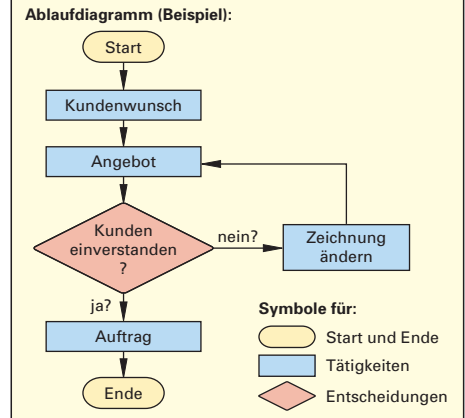 Ablaufdiagramm (Beispiel):
Start
Kundenwunsch
Angebot
Kunden
einverstanden
?
nein?
Zeichnung
ändern
ja?
Auftrag
Ende
Symbole für:
Start und Ende
Tätigkeiten
Entscheidungen